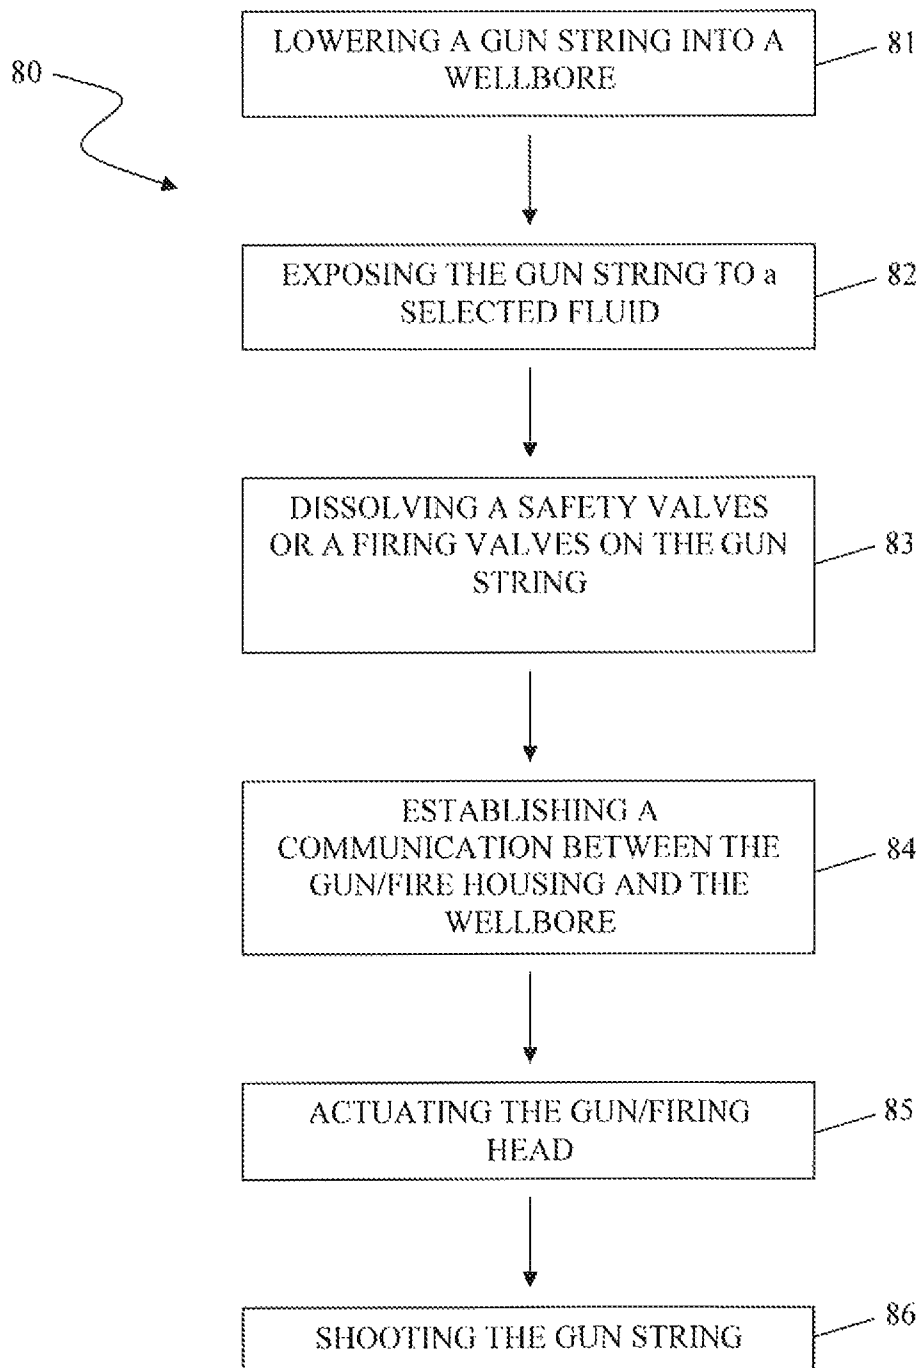 80
LOWERING A GUN STRING INTO A
WELLBORE
81
EXPOSING THE GUN STRING TO a
SELECTED FLUID
82
DISSOLVING A SAFETY VALVES
OR A FIRING VALVES ON THE GUN
STRING
83
ESTABLISHING A
COMMUNICATION BETWEEN THE
GUN/FIRE HOUSING AND THE
WELLBORE
84
ACTUATING THE GUN/FIRING
HEAD
85
SHOOTING THE GUN STRING
86